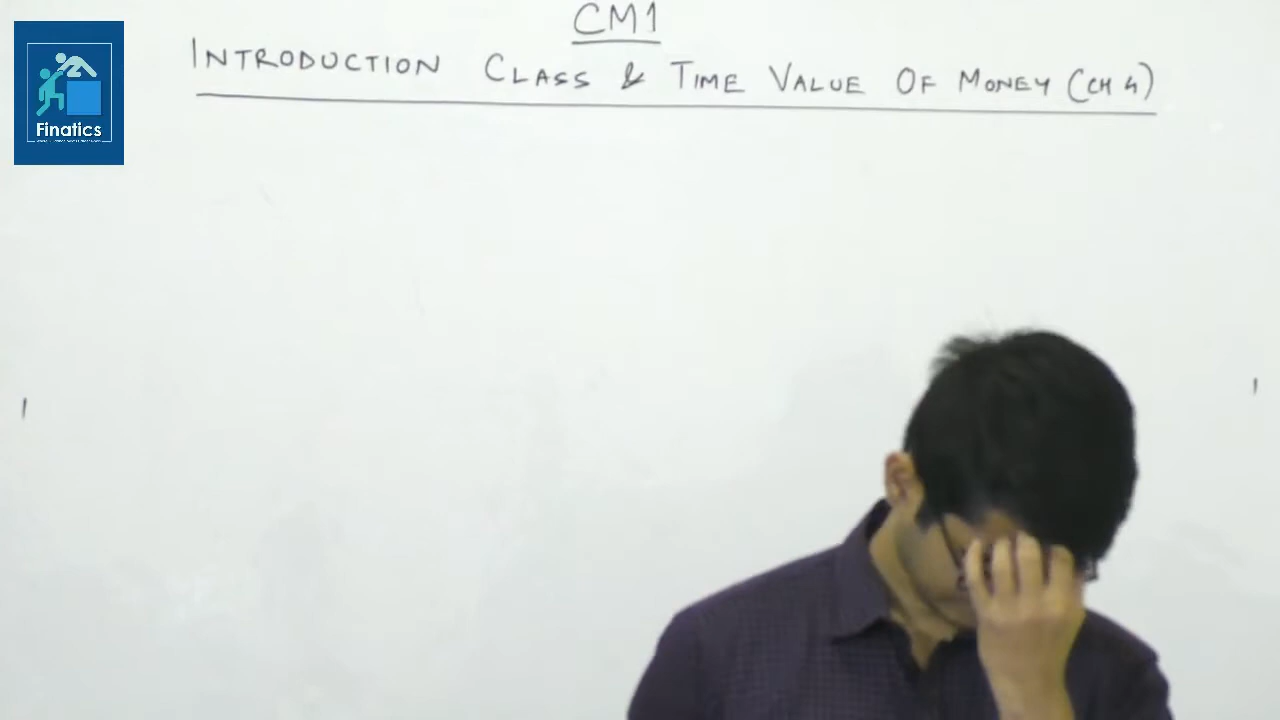 CM1
INTRODUCTION CLASS & TIME VALUE OF MONEY (CH 4)
Finatics